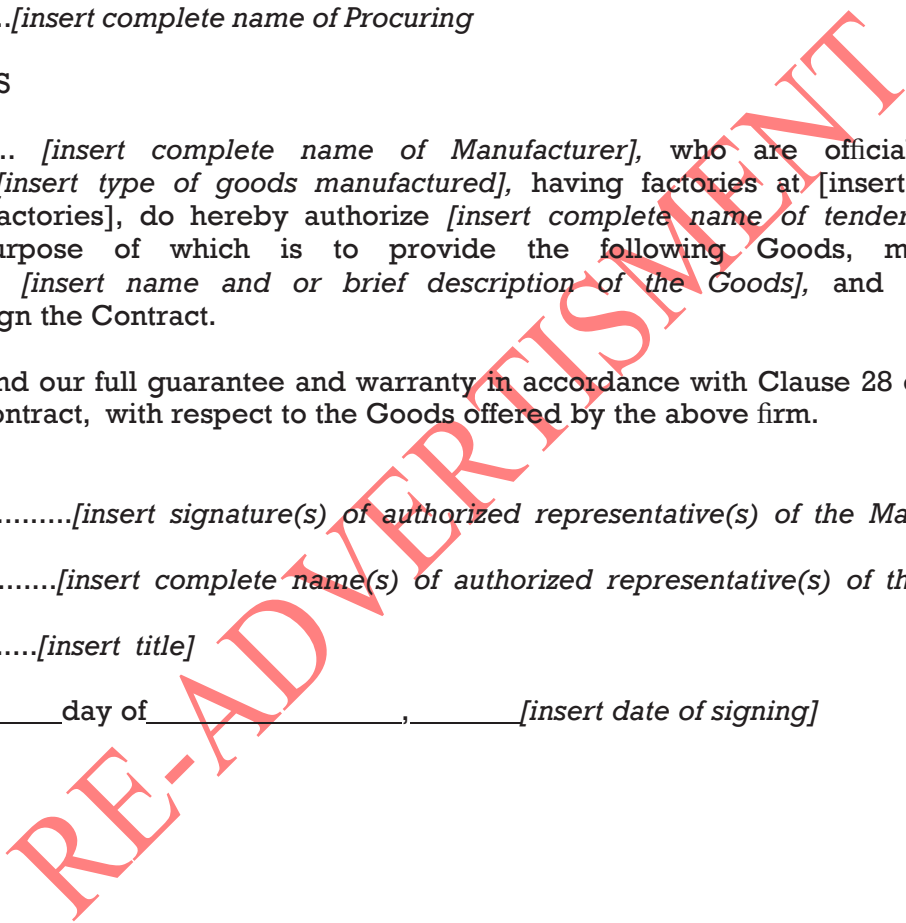 ..[insert complete name of Procuring
S
... [insert complete name of Manufacturer], who are official
[insert type of goods manufactured], having factories at [insert
actories], do hereby authorize [insert complete name of tender
urpose of which is to provide the following Goods, m
[insert name and or brief description of the Goods], and
gn the Contract.
nd our full guarantee and warranty in accordance with Clause 28
ontract, with respect to the Goods offered by the above firm.
.........[insert signature(s) of authorized representative(s) of the Ma
.......[insert complete name(s) of authorized representative(s) of th
.....[insert title]
_____day of____________________,________[insert date of signing]
RE-ADVERTISMENT